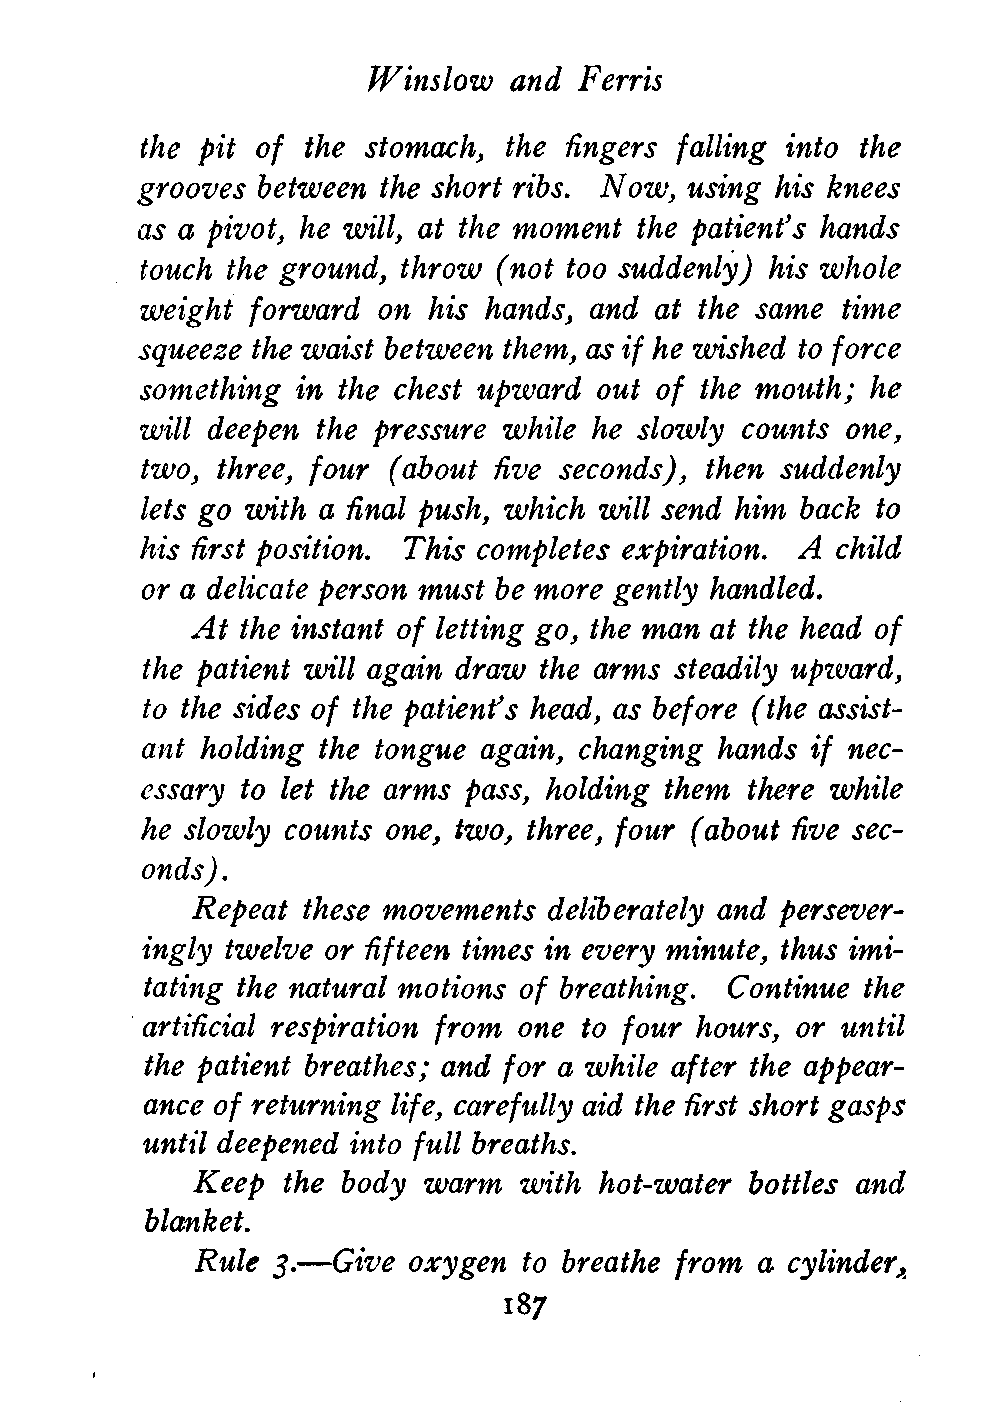 Winslow and Ferris
the pit of the stomach, the fingers falling into the
grooves between the short ribs. Now, using his knees
as a pivot, he will, at the moment the patient's hands
touch the ground, throw (not too suddenly) his whole
weight forward on his hands, and at the same time
squeeze the waist between them, as if he wished to force
something in the chest upward out of the mouth; he
will deepen the pressure while he slowly counts one,
two, three, four (about five seconds), then suddenly
lets go with a final push, which will send him back to
his first position. This completes expiration. A child
or a delicate person must be more gently handled.
At the instant of letting go, the man at the head of
the patient will again draw the arms steadily upward,
to the sides of the patient's head, as before (the assist-
ant holding the tongue again, changing hands if nec-
essary to let the arms pass, holding them there while
he slowly counts one, two, three, four (about five sec-
onds).
Repeat these movements deliberately and persever-
ingly twelve or fifteen times in every minute, thus imi-
tating the natural motions of breathing. Continue the
artificial respiration from one to four hours, or until
the patient breathes; and for a while after the appear-
ance of returning life, carefully aid the first short gasps
until deepened into full breaths.
Keep the body warm with hot-water bottles and
blanket.
Rule 3.—Give oxygen to breathe from a cylinder,
187